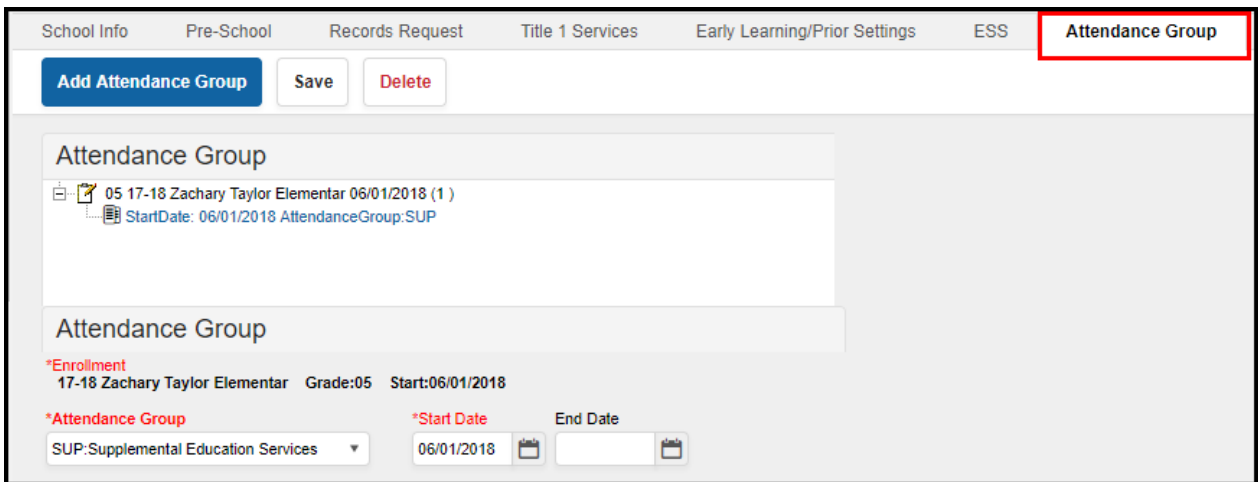 School Info Pre-School Records Request Title 1 Services Early Learning/Prior Settings ESS Attendance Group
Add Attendance Group Save Delete
Attendance Group
05 17-18 Zachary Taylor Elementar 06/01/2018 (1 )
StartDate: 06/01/2018 AttendanceGroup:SUP
Attendance Group
*Enrollment
17-18 Zachary Taylor Elementar Grade:05 Start:06/01/2018
*Attendance Group *Start Date End Date
SUP:Supplemental Education Services 06/01/2018